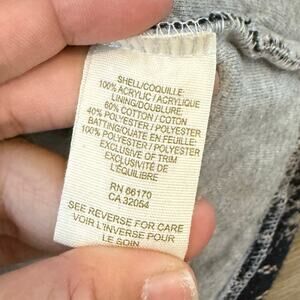 SHELL/COQUILLE:
100% ACRYLIC / ACRYLIQUE
LINING/DOUBLURE
60% COTTON / COTON
40% POLYESTER / POLYESTER
BATTING/OUATE EN FEUILLE:
100% POLYESTER / POLYESTER
EXCLUSIVE OF TRIM
EXCLUSIVITÉ DE
L'ÉQUILIBRE
RN 66170
CA 32054
SEE REVERSE FOR CARE
VOIR L'INVERSE POUR
LE SOIN